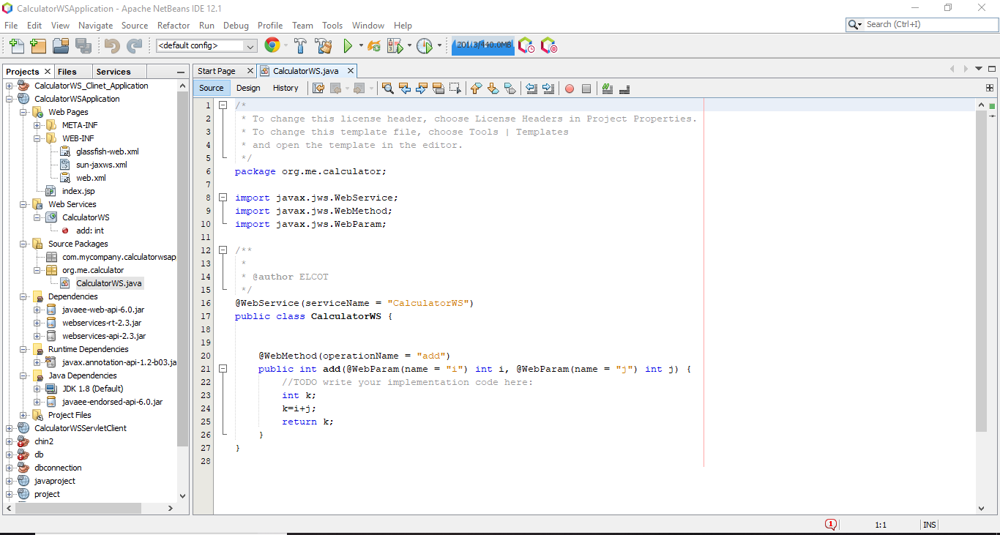 CalculatorWSApplication - Apache NetBeans IDE 12.1
File Edit View Navigate Source Refactor Run Debug Profile Team Tools Window Help
Search (Ctrl+I)
<default config>
201.3/440.0MB
Projects Files Services
CalculatorWS_Clinet_Application
CalculatorWSApplication
Web Pages
META-INF
WEB-INF
glassfish-web.xml
sun-jaxws.xml
web.xml
index.jsp
Web Services
CalculatorWS
add: int
Source Packages
com.mycompany.calculatorwsap
org.me.calculator
CalculatorWS.java
Dependencies
javaee-web-api-6.0.jar
webservices-rt-2.3.jar
webservices-api-2.3.jar
Runtime Dependencies
javax.annotation-api-1.2-b03.ja
Java Dependencies
JDK 1.8 (Default)
javaee-endorsed-api-6.0.jar
Project Files
CalculatorWSServletClient
chin2
db
dbconnection
javaproject
project
Start Page CalculatorWS.java
Source Design History
1 /*
2 * To change this license header, choose License Headers in Project Properties.
3 * To change this template file, choose Tools | Templates
4 * and open the template in the editor.
5 */
6 package org.me.calculator;
7
8 import javax.jws.WebService;
9 import javax.jws.WebMethod;
10 import javax.jws.WebParam;
11
12 /**
13 *
14 * @author ELCOT
15 */
16 @WebService(serviceName = "CalculatorWS")
17 public class CalculatorWS {
18
19
20 @WebMethod(operationName = "add")
21 public int add(@WebParam(name = "i") int i, @WebParam(name = "j") int j) {
22 //TODO write your implementation code here:
23 int k;
24 k=i+j;
25 return k;
26 }
27 }
28
1 1:1 INS